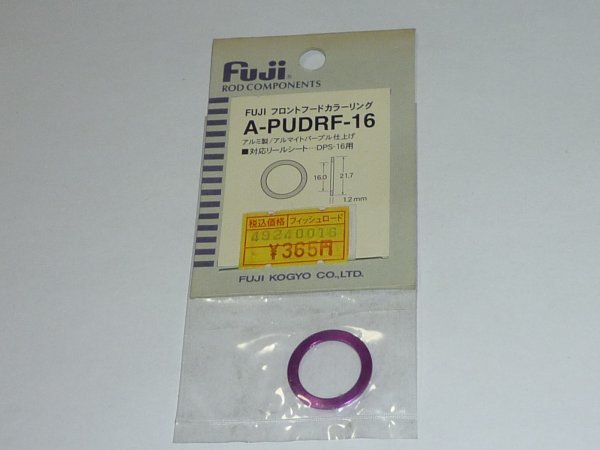 Fuji®
ROD COMPONENTS
FUJI フロントフードカラーリング
A-PUDRF-16
アルミ製/アルマイトパープル仕上げ
■対応リールシート…DPS-16用
16.0
21.7
1.2mm
税込価格 フィッシュロード
49240016
¥365円
FUJI KOGYO CO.,LTD.